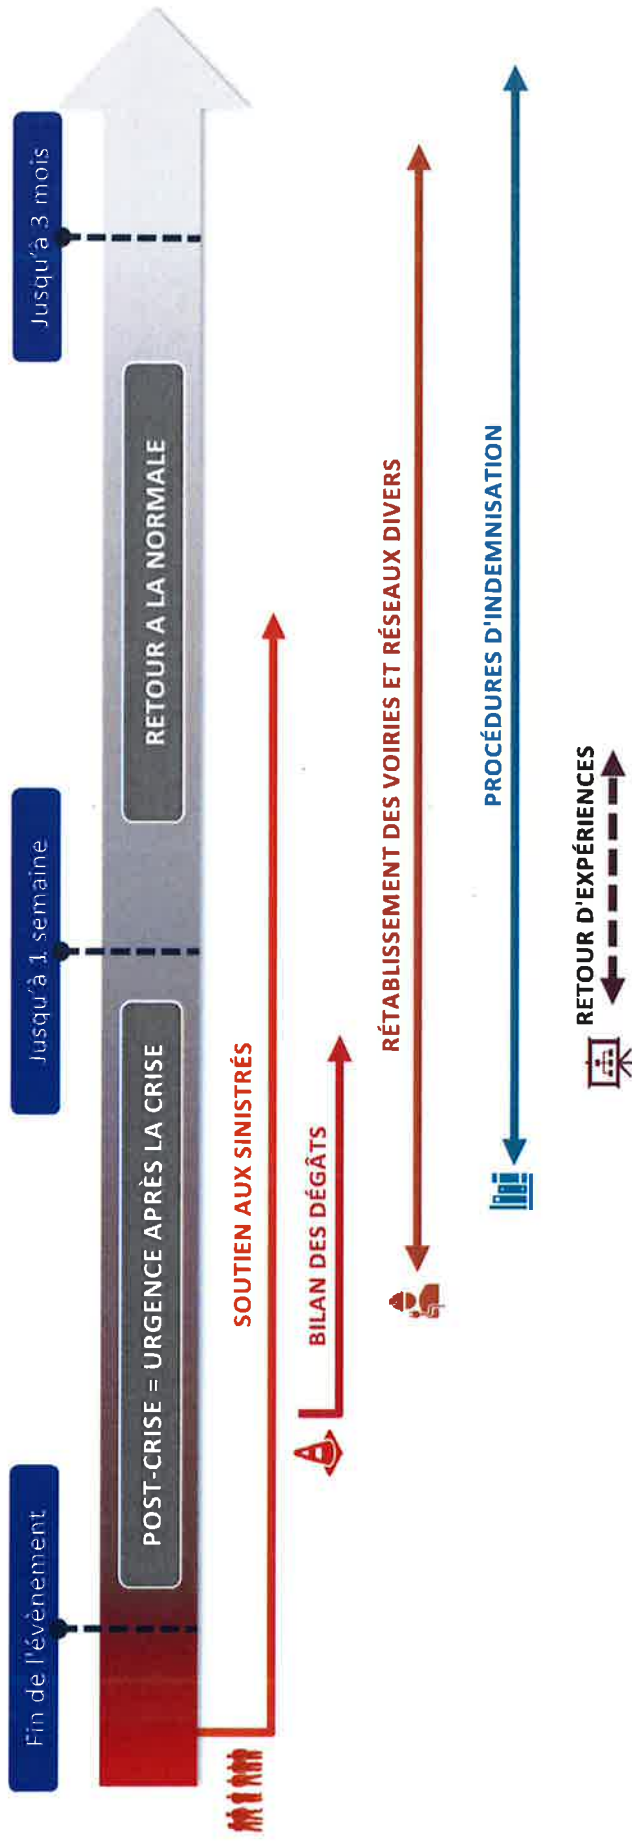 Fin de l'évènement
Jusqu'à 1 semaine
Jusqu'à 3 mois
POST-CRISE = URGENCE APRÈS LA CRISE
RETOUR A LA NORMALE
SOUTIEN AUX SINISTRÉS
BILAN DES DÉGÂTS
RÉTABLISSEMENT DES VOIRIES ET RÉSEAUX DIVERS
PROCÉDURES D'INDEMNISATION
RETOUR D'EXPÉRIENCES